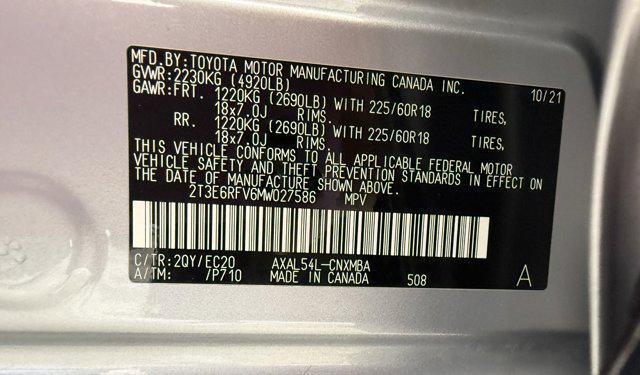 MFD.BY:TOYOTA MOTOR MANUFACTURING CANADA INC.
GVWR:2230KG (4920LB) 10/21
GAWR:FRT. 1220KG (2690LB) WITH 225/60R18 TIRES,
18x7.0J RIMS.
RR. 1220KG (2690LB) WITH 225/60R18 TIRES,
18x7.0J RIMS.
THIS VEHICLE CONFORMS TO ALL APPLICABLE FEDERAL MOTOR
VEHICLE SAFETY AND THEFT PREVENTION STANDARDS IN EFFECT ON
THE DATE OF MANUFACTURE SHOWN ABOVE.
2T3E6RFV6MW027586 MPV
C/TR:2QY/EC20 AXAL54L-CNXMBA
A/TM: /P710 MADE IN CANADA 508 A